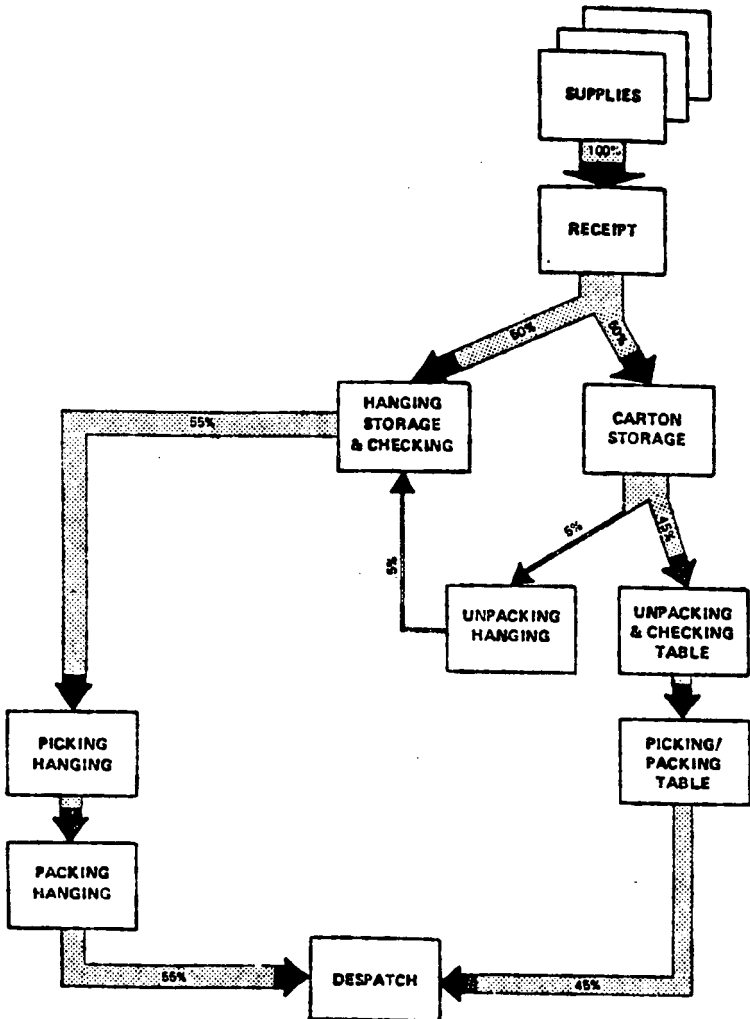 SUPPLIES
100%
RECEIPT
50%
50%
HANGING
STORAGE
& CHECKING
CARTON
STORAGE
55%
5%
45%
5%
UNPACKING
HANGING
UNPACKING
& CHECKING
TABLE
PICKING
HANGING
PICKING/
PACKING
TABLE
PACKING
HANGING
55%
DESPATCH
45%